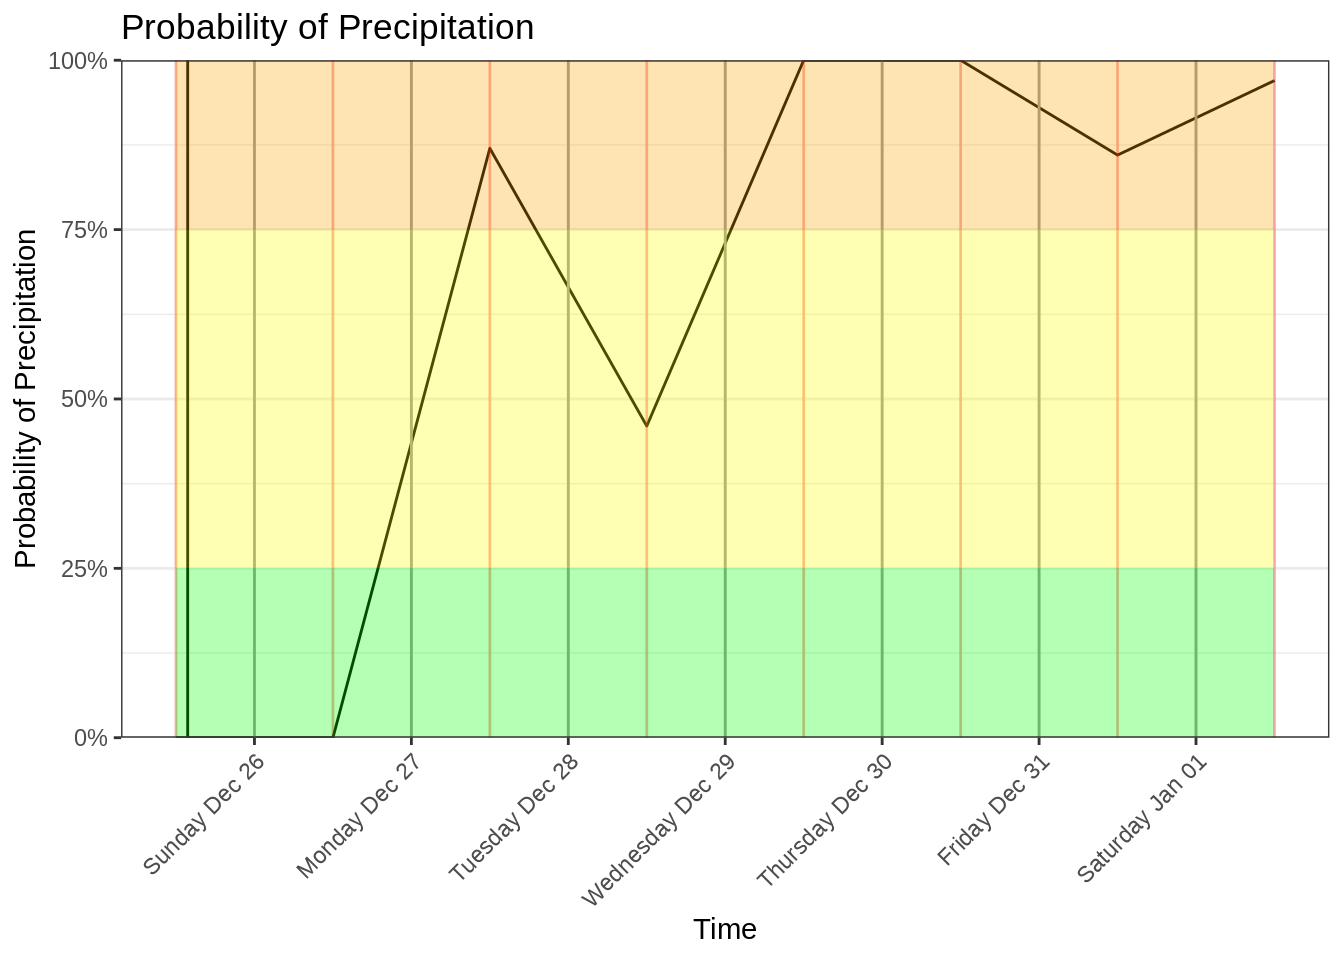 Probability of Precipitation
Probability of Precipitation
100%
75%
50%
25%
0%
Sunday Dec 26
Monday Dec 27
Tuesday Dec 28
Wednesday Dec 29
Thursday Dec 30
Friday Dec 31
Saturday Jan 01
Time